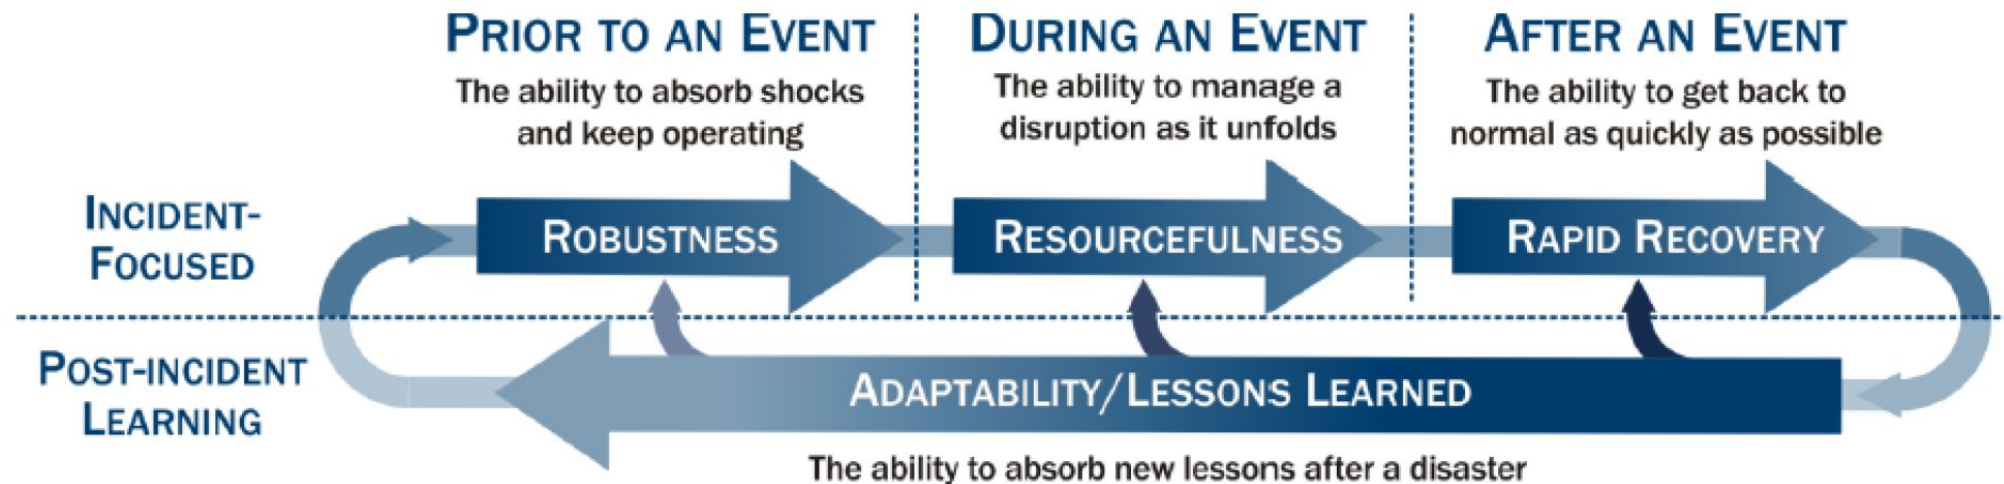 PRIOR TO AN EVENT
The ability to absorb shocks
and keep operating
DURING AN EVENT
The ability to manage a
disruption as it unfolds
AFTER AN EVENT
The ability to get back to
normal as quickly as possible
INCIDENT-
FOCUSED
ROBUSTNESS
RESOURCEFULNESS
RAPID RECOVERY
POST-INCIDENT
LEARNING
ADAPTABILITY/LESSONS LEARNED
The ability to absorb new lessons after a disaster